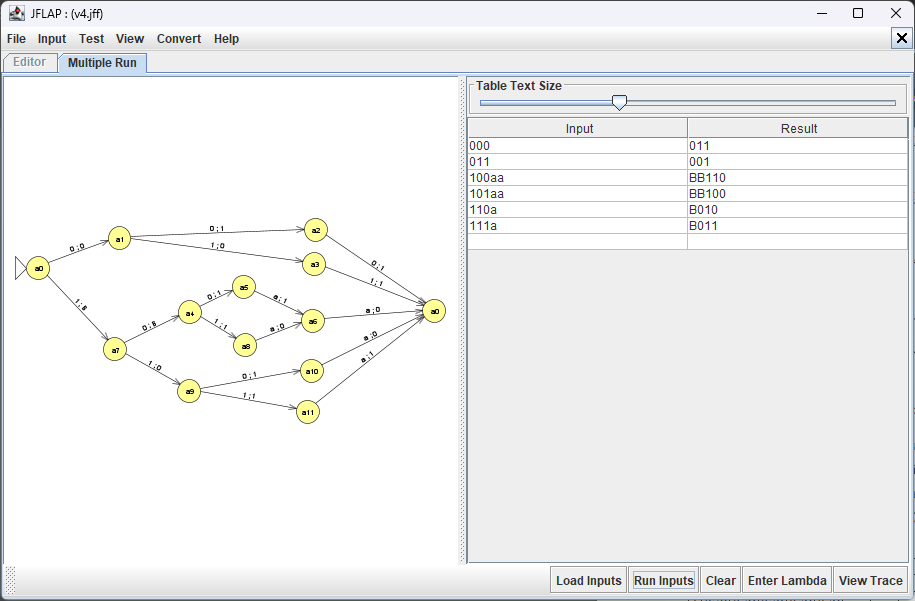 JFLAP : (v4.jff)
File Input Test View Convert Help
Editor Multiple Run
Table Text Size
Input Result
000 011
011 001
100aa BB110
101aa BB100
110a B010
111a B011
a0
0 ; 0
a1
0 ; 1
a2
1 ; 0
a3
0 ; 1
1 ; 1
1 ; B
a7
0 ; B
a4
0 ; 1
a5
a ; 1
a6
a ; 0
1 ; 1
a8
a ; 0
a0
1 ; 0
a9
0 ; 1
a10
a ; 0
1 ; 1
a11
a ; 1
Load Inputs Run Inputs Clear Enter Lambda View Trace